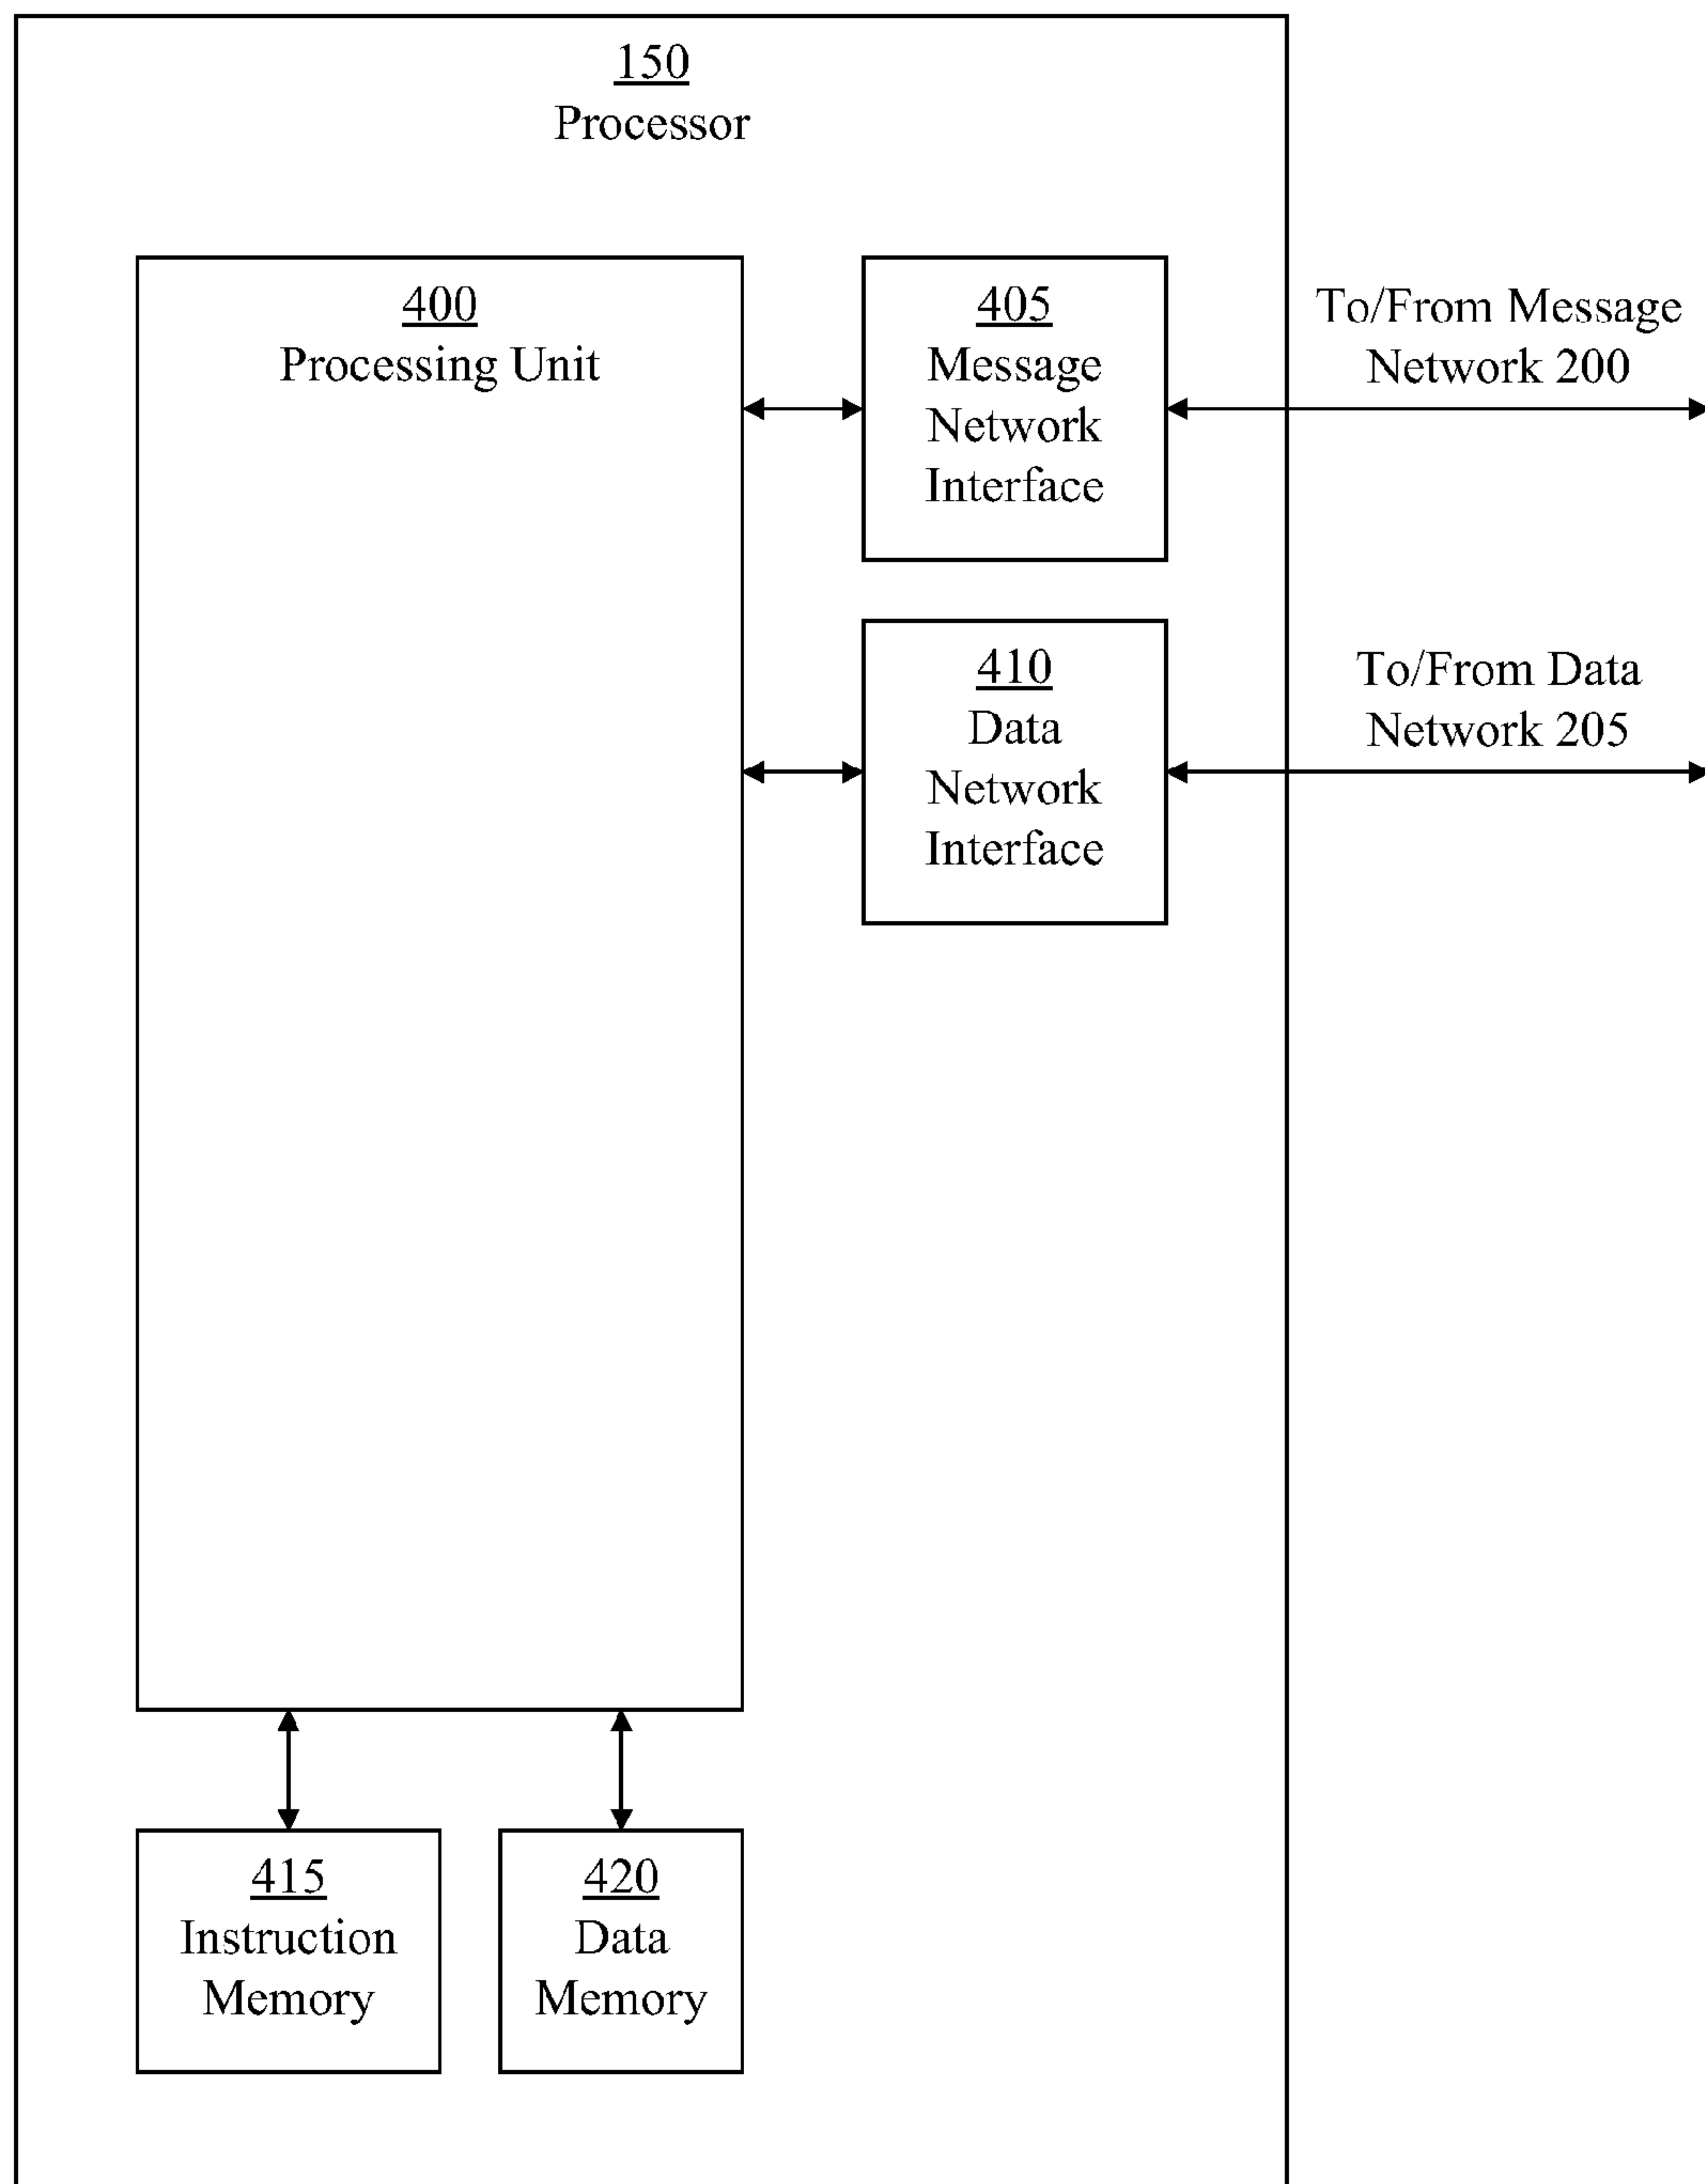 150
Processor
400
Processing Unit
405
Message
Network
Interface
To/From Message
Network 200
410
Data
Network
Interface
To/From Data
Network 205
415
Instruction
Memory
420
Data
Memory